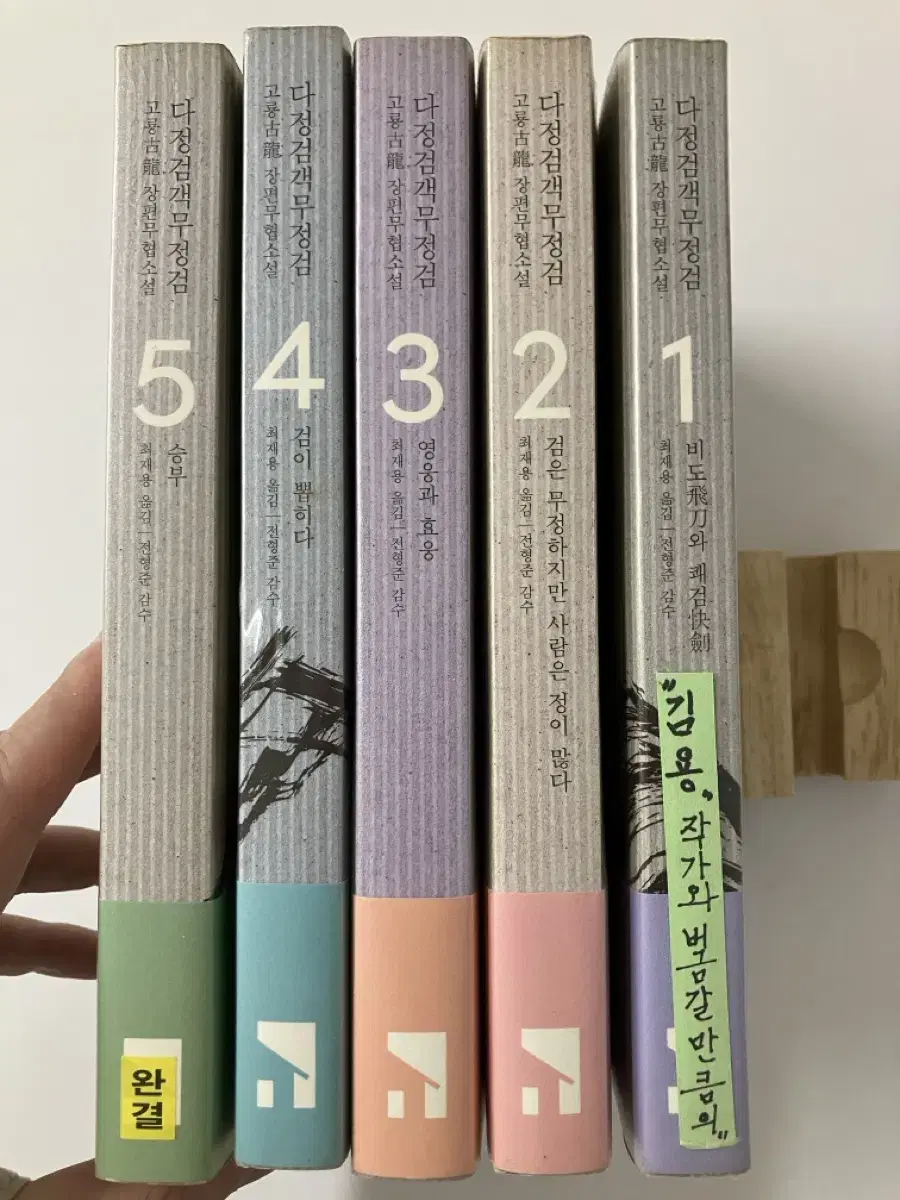 다정검객무정검
고룡古龍 장편무협소설
5
승부
최재용 옮김 | 전형준 감수
완결
다정검객무정검
고룡古龍 장편무협소설
4
검이 뽑히다
최재용 옮김 | 전형준 감수
다정검객무정검
고룡古龍 장편무협소설
3
영웅과 효웅
최재용 옮김 | 전형준 감수
다정검객무정검
고룡古龍 장편무협소설
2
검은 무정하지만 사람은 정이 많다
최재용 옮김 | 전형준 감수
다정검객무정검
고룡古龍 장편무협소설
1
비도飛刀와 쾌검快劍
최재용 옮김 | 전형준 감수
"김용" 작가와 버금갈만큼의"